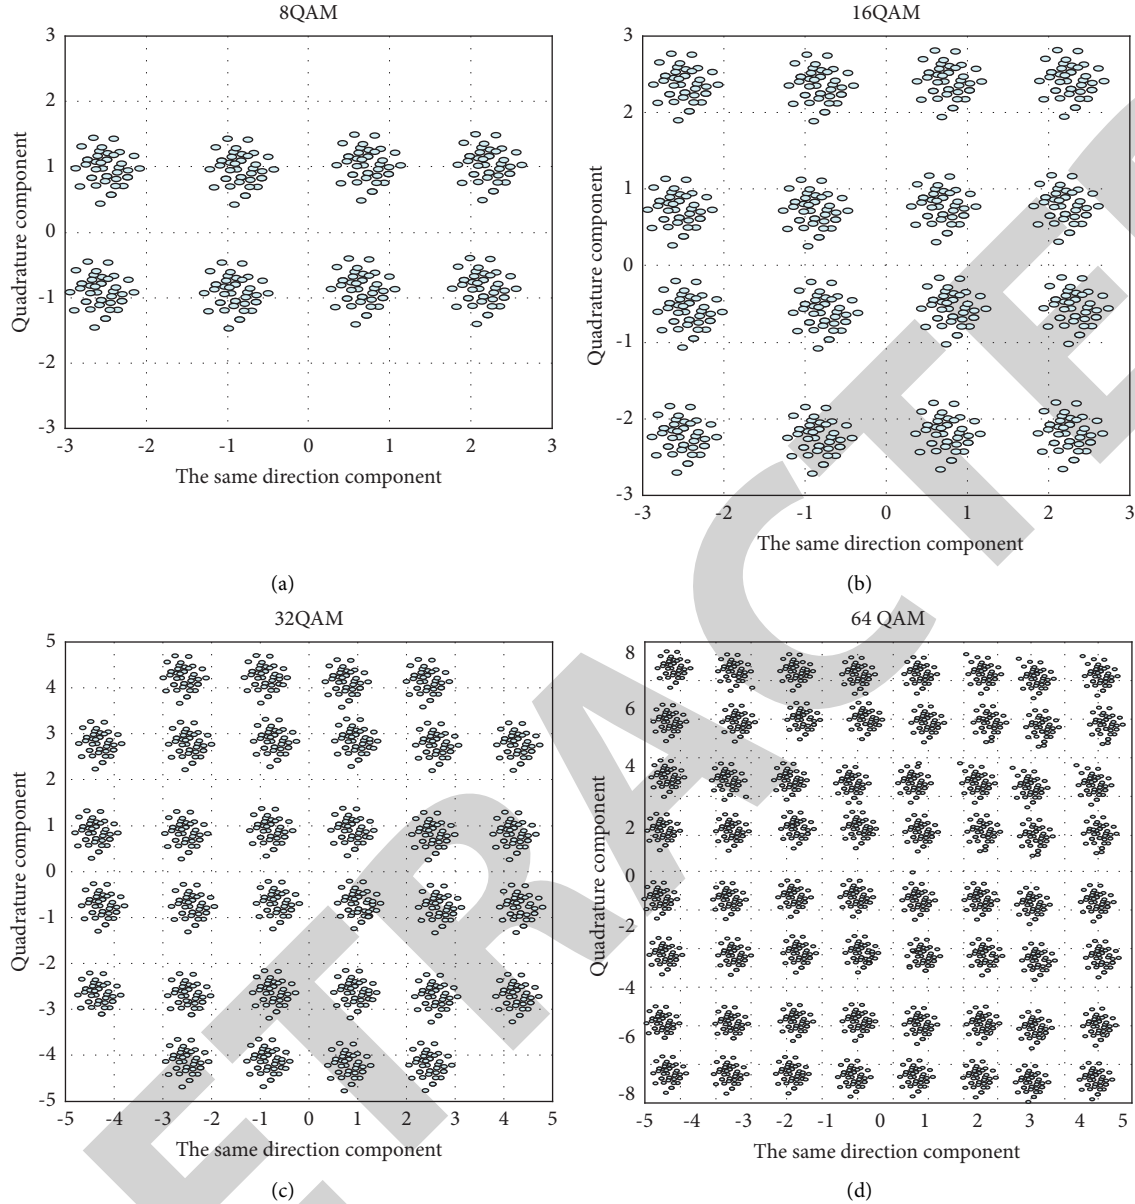 8QAM
3
2
1
0
-1
-2
-3
-3 -2 -1 0 1 2 3
Quadrature component
The same direction component
(a)
16QAM
3
2
1
0
-1
-2
-3
-3 -2 -1 0 1 2 3
Quadrature component
The same direction component
(b)
32QAM
5
4
3
2
1
0
-1
-2
-3
-4
-5
-5 -4 -3 -2 -1 0 1 2 3 4 5
Quadrature component
The same direction component
(c)
64 QAM
8
6
4
2
0
-2
-4
-6
-8
-5 -4 -3 -2 -1 0 1 2 3 4 5
Quadrature component
The same direction component
(d)
ETRACTE